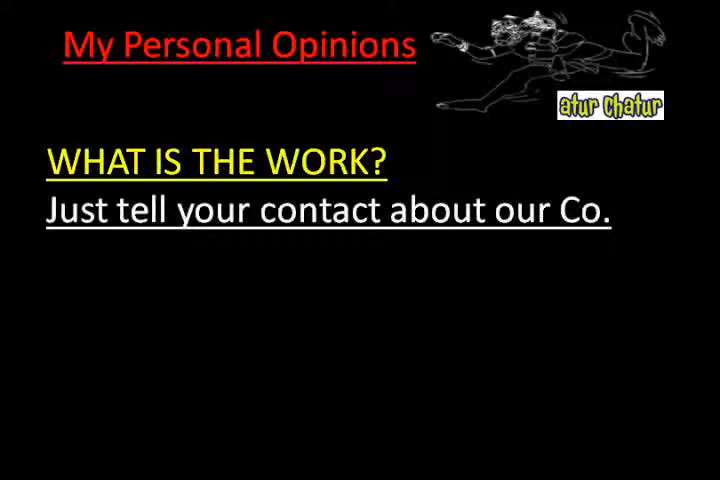 My Personal Opinions
atur chatur
WHAT IS THE WORK?
Just tell your contact about our Co.